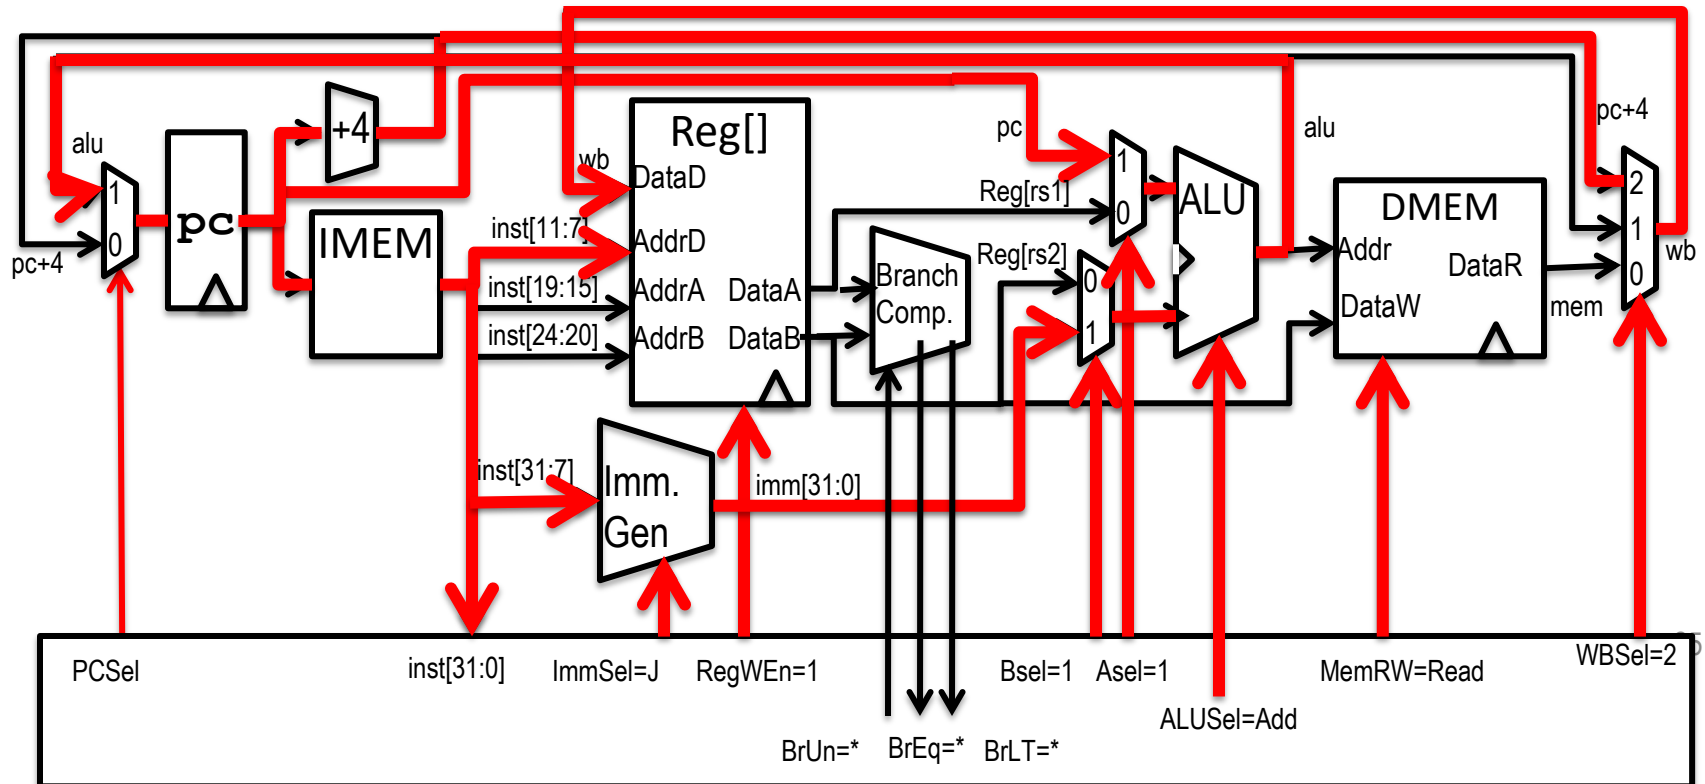 pc+4
alu
1
0
pc+4
pc
+4
IMEM
Reg[]
wb
DataD
inst[11:7]
AddrD
inst[19:15]
AddrA
DataA
inst[24:20]
AddrB
DataB
inst[31:7]
Imm.
Gen
imm[31:0]
Branch
Comp.
pc
Reg[rs1]
1
0
Reg[rs2]
0
1
ALU
alu
DMEM
Addr
DataR
DataW
mem
2
1
0
wb
PCSel
inst[31:0]
ImmSel=J
RegWEn=1
Bsel=1
Asel=1
MemRW=Read
WBSel=2
ALUSel=Add
BrUn=*
BrEq=*
BrLT=*